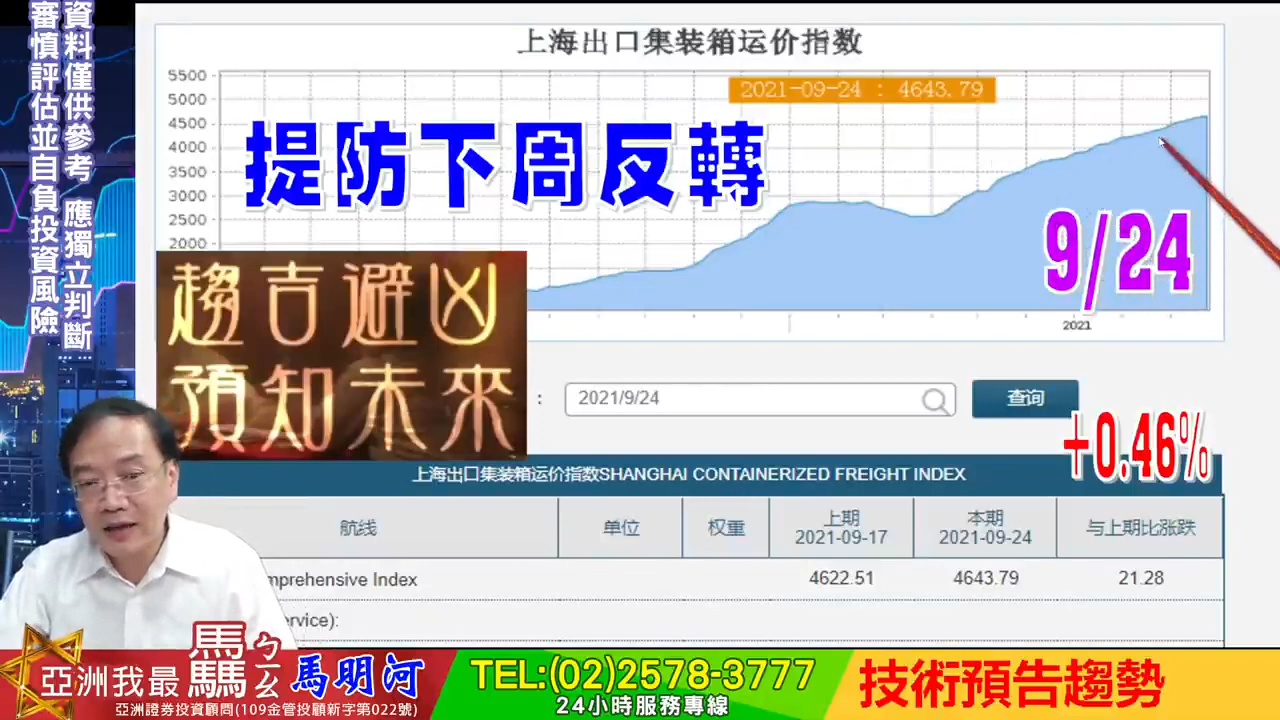 資料僅供參考 應獨立判斷
審慎評估並自負投資風險
上海出口集装箱运价指数
5500
5000
4500
4000
3500
3000
2500
2000
2021-09-24 : 4643.79
提防下周反轉
9/24
2021
趨吉避凶
預知未來
:
2021/9/24
查询
+0.46%
上海出口集装箱运价指数SHANGHAI CONTAINERIZED FREIGHT INDEX
航线 单位 权重 上期 2021-09-17 本期 2021-09-24 与上期比涨跌
mprehensive Index 4622.51 4643.79 21.28
ervice):
亞洲我最驫ㄅㄧㄠ馬明河
亞洲證券投資顧問(109金管投顧新字第022號)
TEL:(02)2578-3777
24小時服務專線
技術預告趨勢